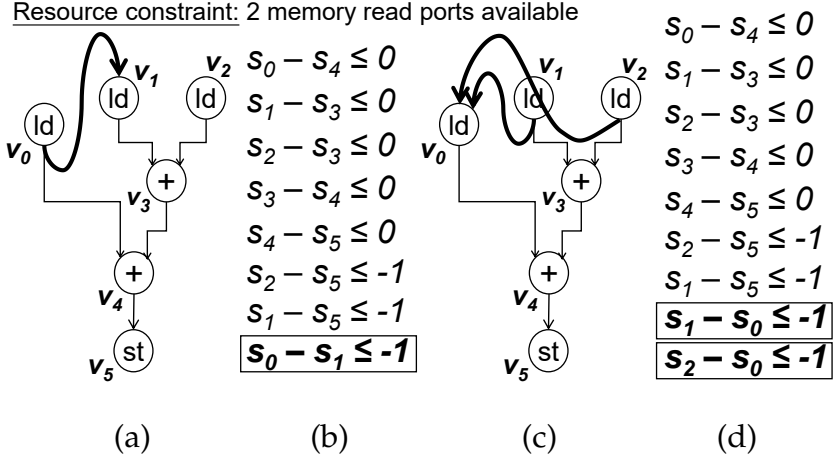 Resource constraint: 2 memory read ports available
ld
v0
ld
v1
ld
v2
+
v3
+
v4
st
v5
(a)
s0 – s4 ≤ 0
s1 – s3 ≤ 0
s2 – s3 ≤ 0
s3 – s4 ≤ 0
s4 – s5 ≤ 0
s2 – s5 ≤ -1
s1 – s5 ≤ -1
s0 – s1 ≤ -1
(b)
ld
v0
ld
v1
ld
v2
+
v3
+
v4
st
v5
(c)
s0 – s4 ≤ 0
s1 – s3 ≤ 0
s2 – s3 ≤ 0
s3 – s4 ≤ 0
s4 – s5 ≤ 0
s2 – s5 ≤ -1
s1 – s5 ≤ -1
s1 – s0 ≤ -1
s2 – s0 ≤ -1
(d)